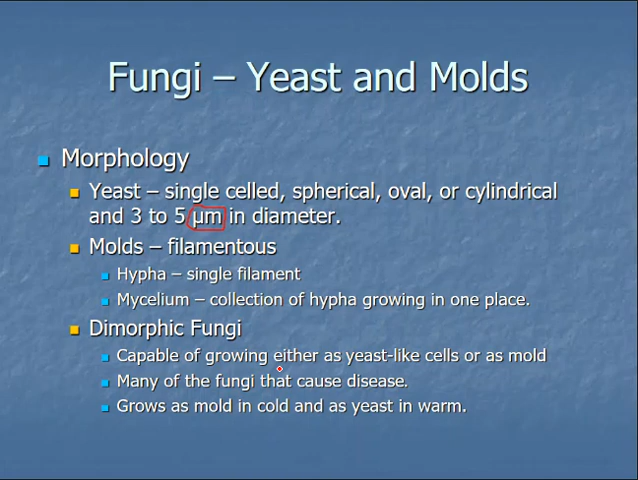 Fungi – Yeast and Molds
Morphology
Yeast – single celled, spherical, oval, or cylindrical
and 3 to 5 µm in diameter.
Molds – filamentous
Hypha – single filament
Mycelium – collection of hypha growing in one place.
Dimorphic Fungi
Capable of growing either as yeast-like cells or as mold
Many of the fungi that cause disease.
Grows as mold in cold and as yeast in warm.